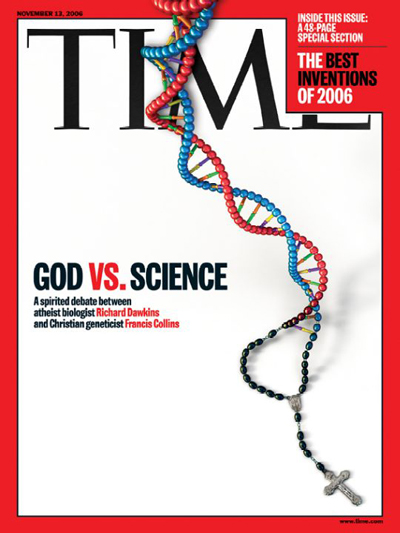 NOVEMBER 13, 2006
TIME
INSIDE THIS ISSUE:
A 48-PAGE
SPECIAL SECTION
THE BEST
INVENTIONS
OF 2006
GOD VS. SCIENCE
A spirited debate between
atheist biologist Richard Dawkins
and Christian geneticist Francis Collins
www.time.com